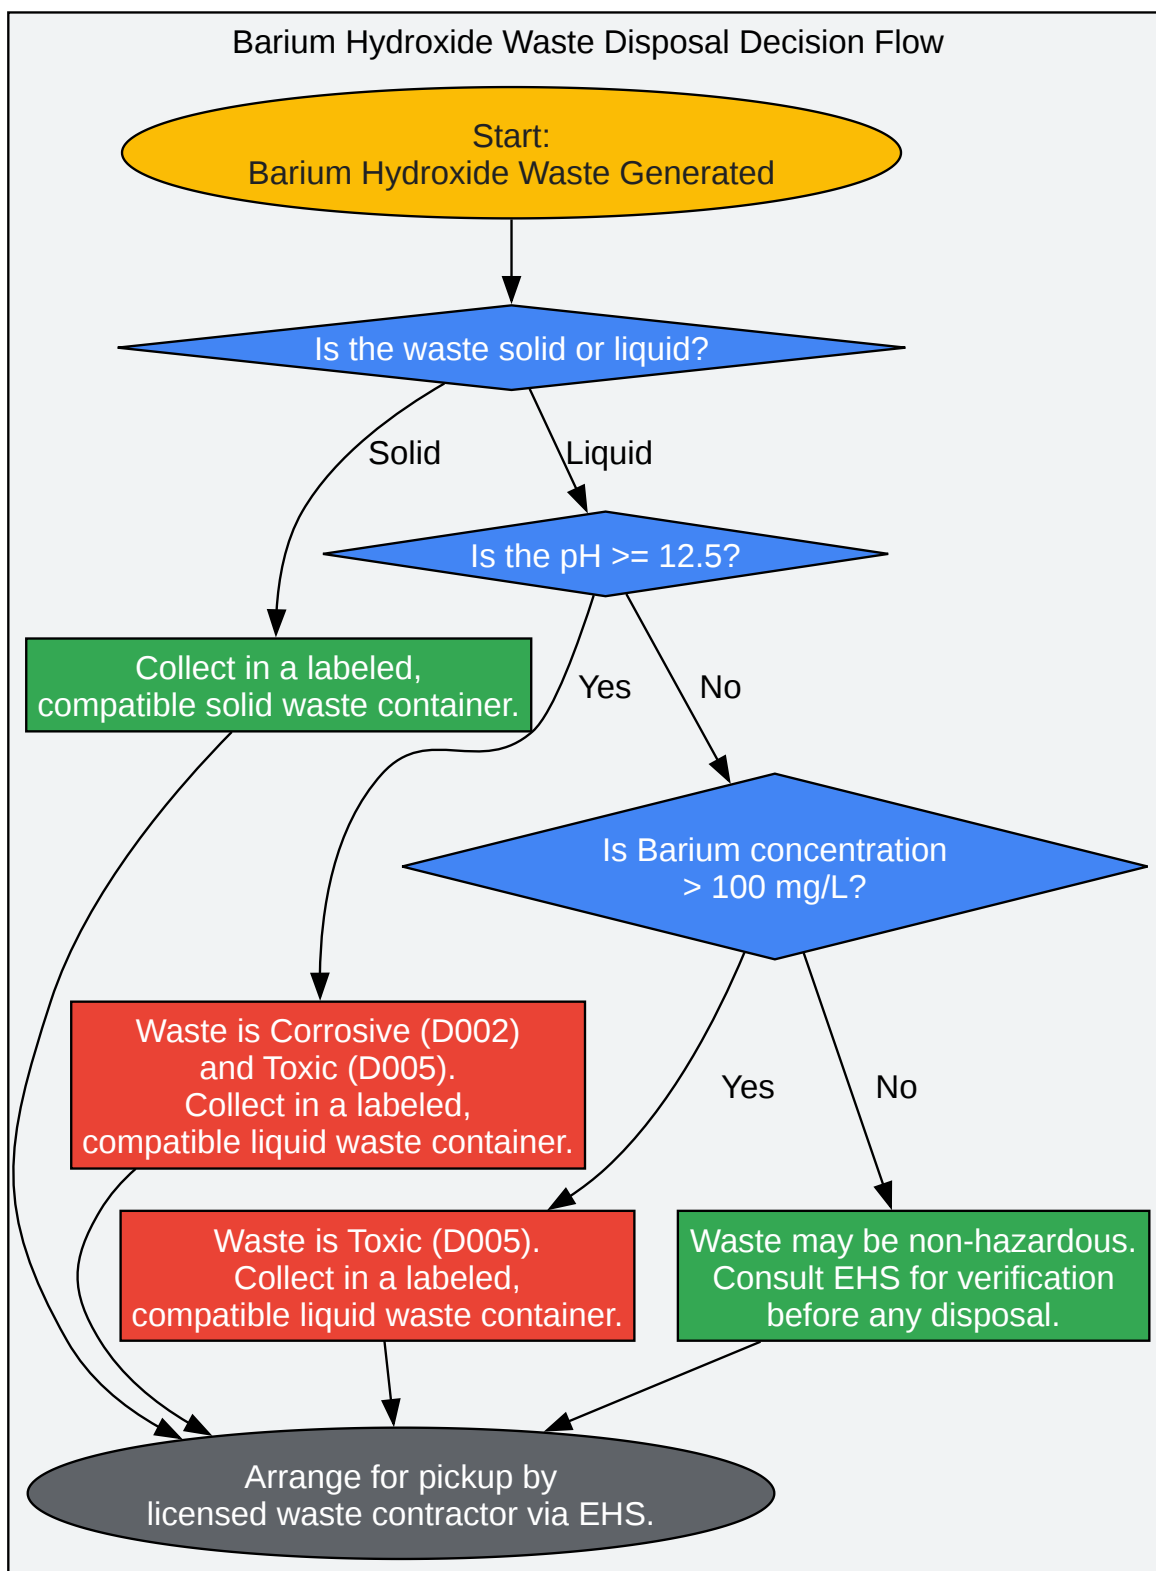 Barium Hydroxide Waste Disposal Decision Flow
Start:
Barium Hydroxide Waste Generated
Is the waste solid or liquid?
Solid
Liquid
Is the pH >= 12.5?
Collect in a labeled,
compatible solid waste container.
Yes
No
Is Barium concentration
> 100 mg/L?
Waste is Corrosive (D002)
and Toxic (D005).
Collect in a labeled,
compatible liquid waste container.
Yes
No
Waste is Toxic (D005).
Collect in a labeled,
compatible liquid waste container.
Waste may be non-hazardous.
Consult EHS for verification
before any disposal.
Arrange for pickup by
licensed waste contractor via EHS.